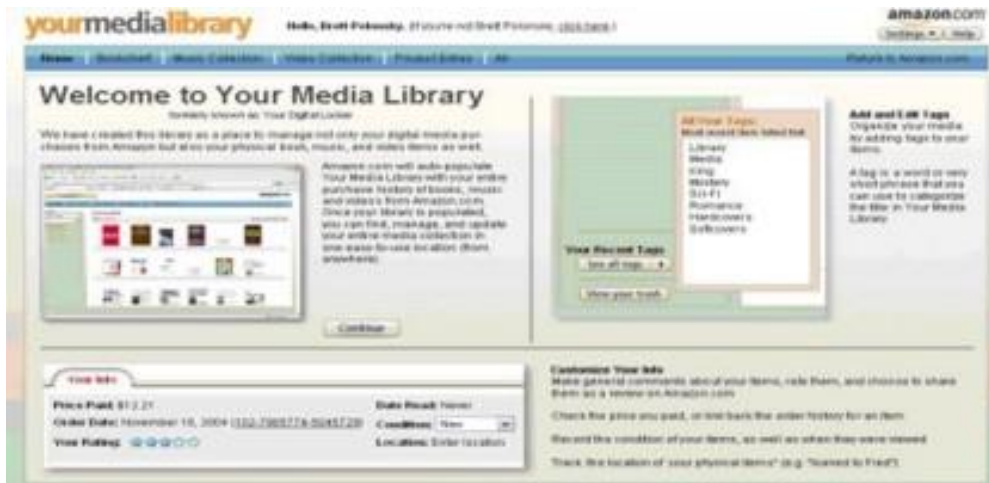 yourmedialibrary
Hello, Brett
click here
amazon.com
Settings Help
Home Bookshelf Music Collection Video Collection Product Extras All
Return to Amazon.com
Welcome to Your Media Library
formerly known as Your Digital Locker
We have created this library as a place to manage not only your digital media pur-
chases from Amazon but also your physical book, music, and video items as well.
Amazon.com will auto populate
Your Media Library with your entire
purchase history of books, music
and videos from Amazon.com.
Once your library is populated,
you can find, manage, and update
your entire media collection in
one easy-to-use location (from
anywhere).
Continue
All Your Tags:
Most recent item listed first
Library
Media
King
Mystery
Sci-Fi
Romance
Hardcovers
Softcovers
Your Recent Tags
See all tags
View your trash
Add and Edit Tags
Organize your media
by adding tags to your
items.
A tag is a word or very
short phrase that you
can use to categorize
the title in Your Media
Library
Your Info
Price Paid: $12.21
Order Date: November 10, 2004
Your Rating:
Date Read: Never
Condition: New
Location: Enter location
Customize Your Info
Make general comments about your items, rate them, and choose to share
them as a review on Amazon.com
Check the price you paid, or link back the order history for an item
Record the condition of your items, as well as when they were viewed
Track the location of your physical items* (e.g. "loaned to Fred")